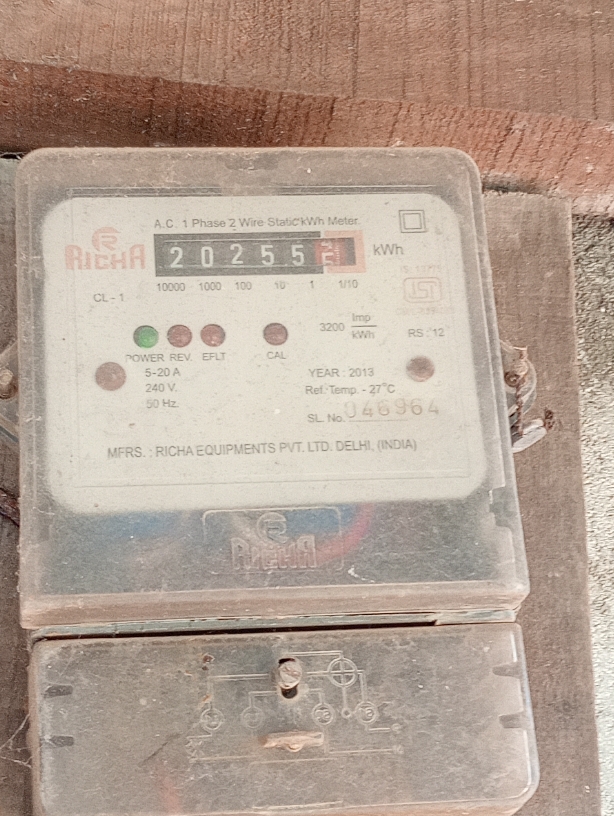 A.C. 1 Phase 2 Wire Static kWh Meter.
RICHA
20255
kWh
10000 1000 100 10 1 1/10
CL - 1
3200 Imp/kWh
RS : 12
POWER REV. EFLT CAL
5-20 A
240 V.
50 Hz.
YEAR : 2013
Ref. Temp. - 27°C
SL. No. 046964
MFRS. : RICHA EQUIPMENTS PVT. LTD. DELHI, (INDIA)
RICHA